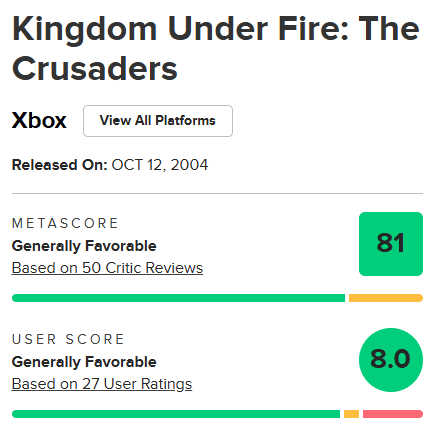 Kingdom Under Fire: The
Crusaders
Xbox View All Platforms
Released On: OCT 12, 2004
METASCORE
Generally Favorable
Based on 50 Critic Reviews
81
USER SCORE
Generally Favorable
Based on 27 User Ratings
8.0